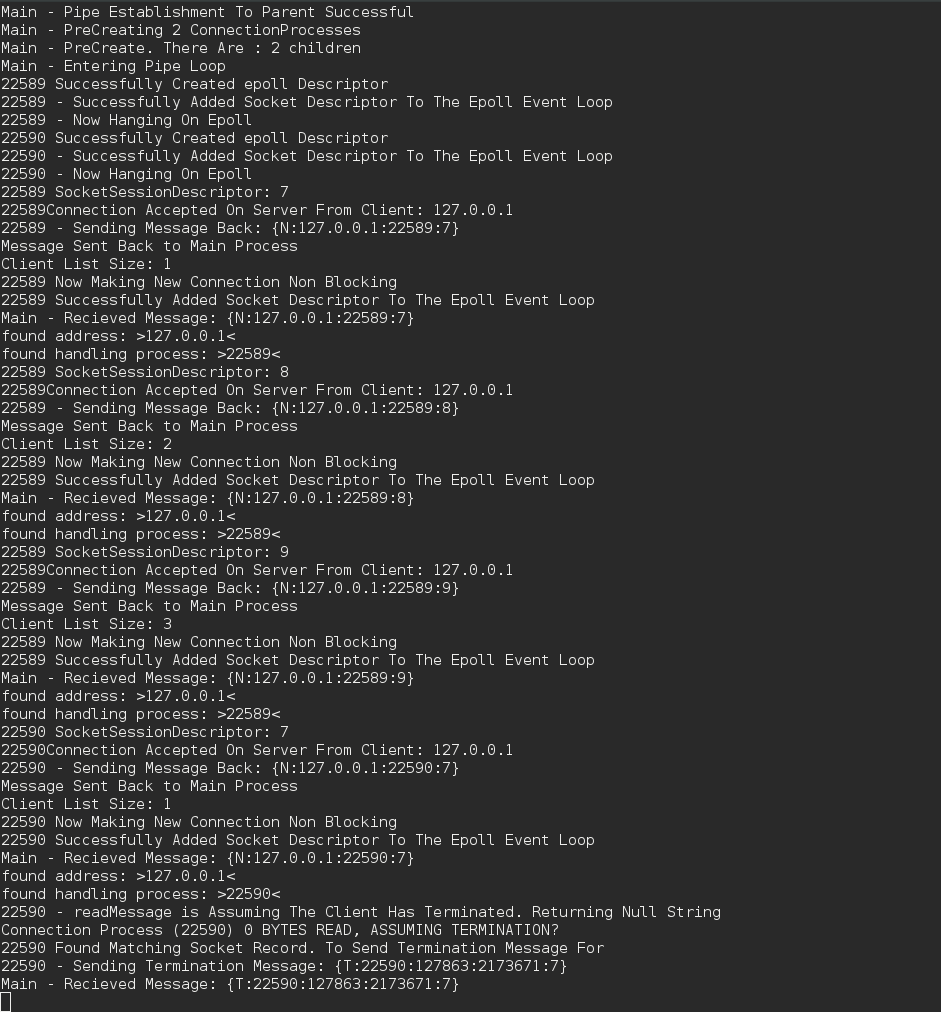 Main - Pipe Establishment To Parent Successful
Main - PreCreating 2 ConnectionProcesses
Main - PreCreate. There Are : 2 children
Main - Entering Pipe Loop
22589 Successfully Created epoll Descriptor
22589 - Successfully Added Socket Descriptor To The Epoll Event Loop
22589 - Now Hanging On Epoll
22590 Successfully Created epoll Descriptor
22590 - Successfully Added Socket Descriptor To The Epoll Event Loop
22590 - Now Hanging On Epoll
22589 SocketSessionDescriptor: 7
22589Connection Accepted On Server From Client: 127.0.0.1
22589 - Sending Message Back: {N:127.0.0.1:22589:7}
Message Sent Back to Main Process
Client List Size: 1
22589 Now Making New Connection Non Blocking
22589 Successfully Added Socket Descriptor To The Epoll Event Loop
Main - Recieved Message: {N:127.0.0.1:22589:7}
found address: >127.0.0.1<
found handling process: >22589<
22589 SocketSessionDescriptor: 8
22589Connection Accepted On Server From Client: 127.0.0.1
22589 - Sending Message Back: {N:127.0.0.1:22589:8}
Message Sent Back to Main Process
Client List Size: 2
22589 Now Making New Connection Non Blocking
22589 Successfully Added Socket Descriptor To The Epoll Event Loop
Main - Recieved Message: {N:127.0.0.1:22589:8}
found address: >127.0.0.1<
found handling process: >22589<
22589 SocketSessionDescriptor: 9
22589Connection Accepted On Server From Client: 127.0.0.1
22589 - Sending Message Back: {N:127.0.0.1:22589:9}
Message Sent Back to Main Process
Client List Size: 3
22589 Now Making New Connection Non Blocking
22589 Successfully Added Socket Descriptor To The Epoll Event Loop
Main - Recieved Message: {N:127.0.0.1:22589:9}
found address: >127.0.0.1<
found handling process: >22589<
22590 SocketSessionDescriptor: 7
22590Connection Accepted On Server From Client: 127.0.0.1
22590 - Sending Message Back: {N:127.0.0.1:22590:7}
Message Sent Back to Main Process
Client List Size: 1
22590 Now Making New Connection Non Blocking
22590 Successfully Added Socket Descriptor To The Epoll Event Loop
Main - Recieved Message: {N:127.0.0.1:22590:7}
found address: >127.0.0.1<
found handling process: >22590<
22590 - readMessage is Assuming The Client Has Terminated. Returning Null String
Connection Process (22590) 0 BYTES READ, ASSUMING TERMINATION?
22590 Found Matching Socket Record. To Send Termination Message For
22590 - Sending Termination Message: {T:22590:127863:2173671:7}
Main - Recieved Message: {T:22590:127863:2173671:7}